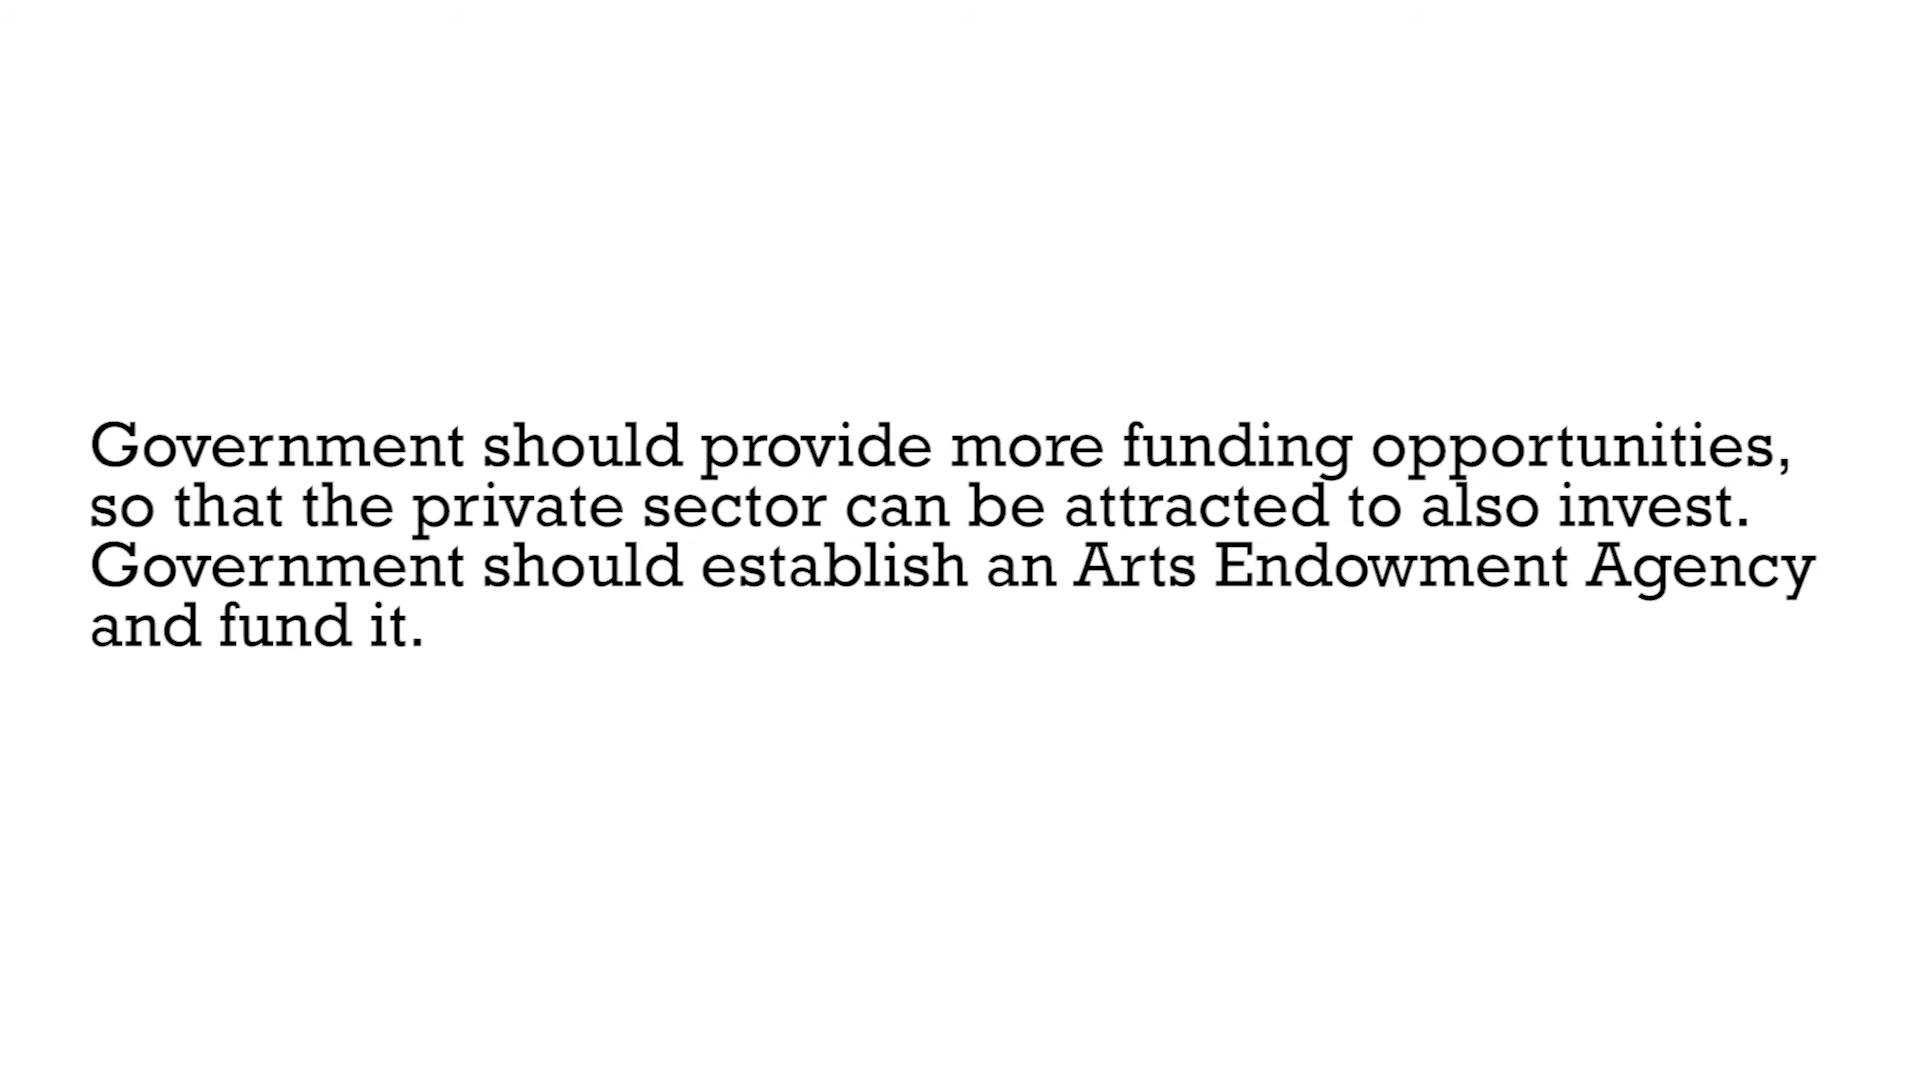 Government should provide more funding opportunities,
so that the private sector can be attracted to also invest.
Government should establish an Arts Endowment Agency
and fund it.